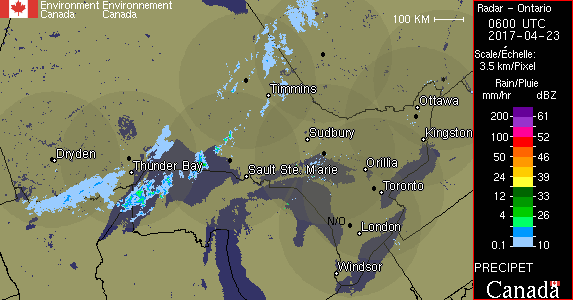 Environment Environnement
Canada Canada
100 KM
Timmins
Ottawa
Sudbury
Kingston
Dryden
Thunder Bay
Sault Ste. Marie
Orillia
Toronto
N/O
London
Windsor
Radar - Ontario
0600 UTC
2017-04-23
Scale/Échelle:
3.5 km/Pixel
Rain/Pluie
mm/hr dBZ
200 61
100 52
50 46
24 39
12 33
4 26
1 20
0.1 10
PRECIPET
Canada